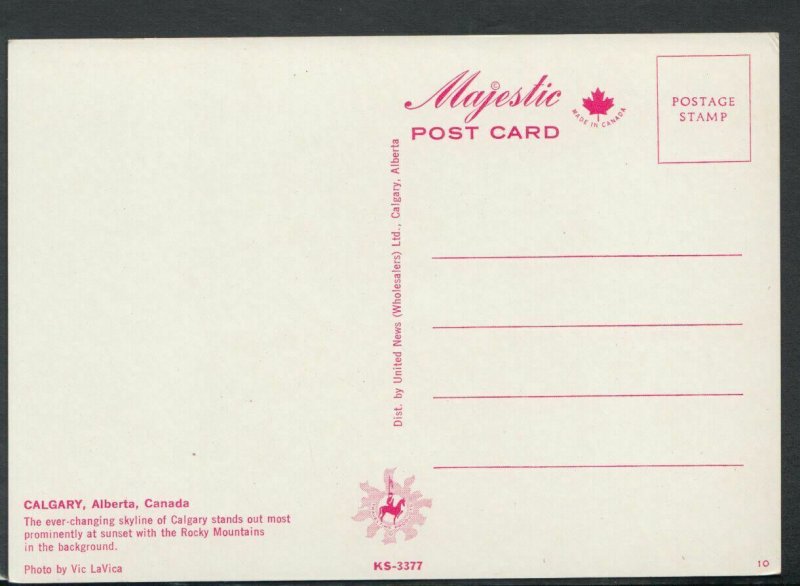 Majestic ©
POST CARD
MADE IN CANADA
POSTAGE
STAMP
Dist. by United News (Wholesalers) Ltd., Calgary, Alberta
CALGARY, Alberta, Canada
The ever-changing skyline of Calgary stands out most
prominently at sunset with the Rocky Mountains
in the background.
Photo by Vic LaVica
KS-3377
10